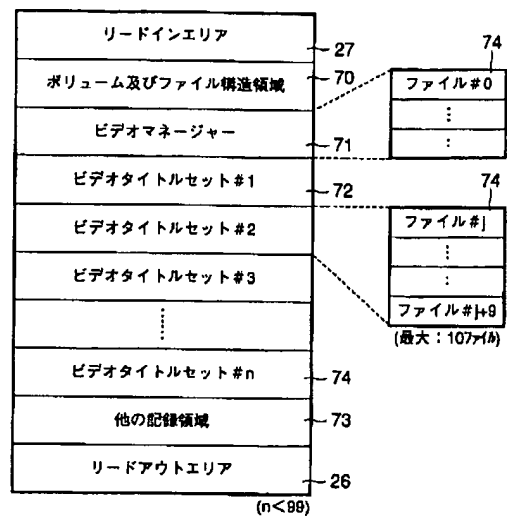 リードインエリア
27
ボリューム及びファイル構造領域
70
ビデオマネージャー
71
ビデオタイトルセット#1
72
ビデオタイトルセット#2
ビデオタイトルセット#3
ビデオタイトルセット#n
74
他の記録領域
73
リードアウトエリア
26
(n<99)
74
ファイル#0
74
ファイル#j
ファイル#j+9
(最大:107ファイル)